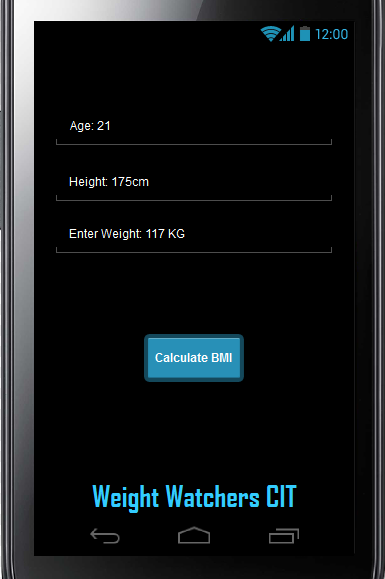 12:00
Age: 21
Height: 175cm
Enter Weight: 117 KG
Calculate BMI
Weight Watchers CIT